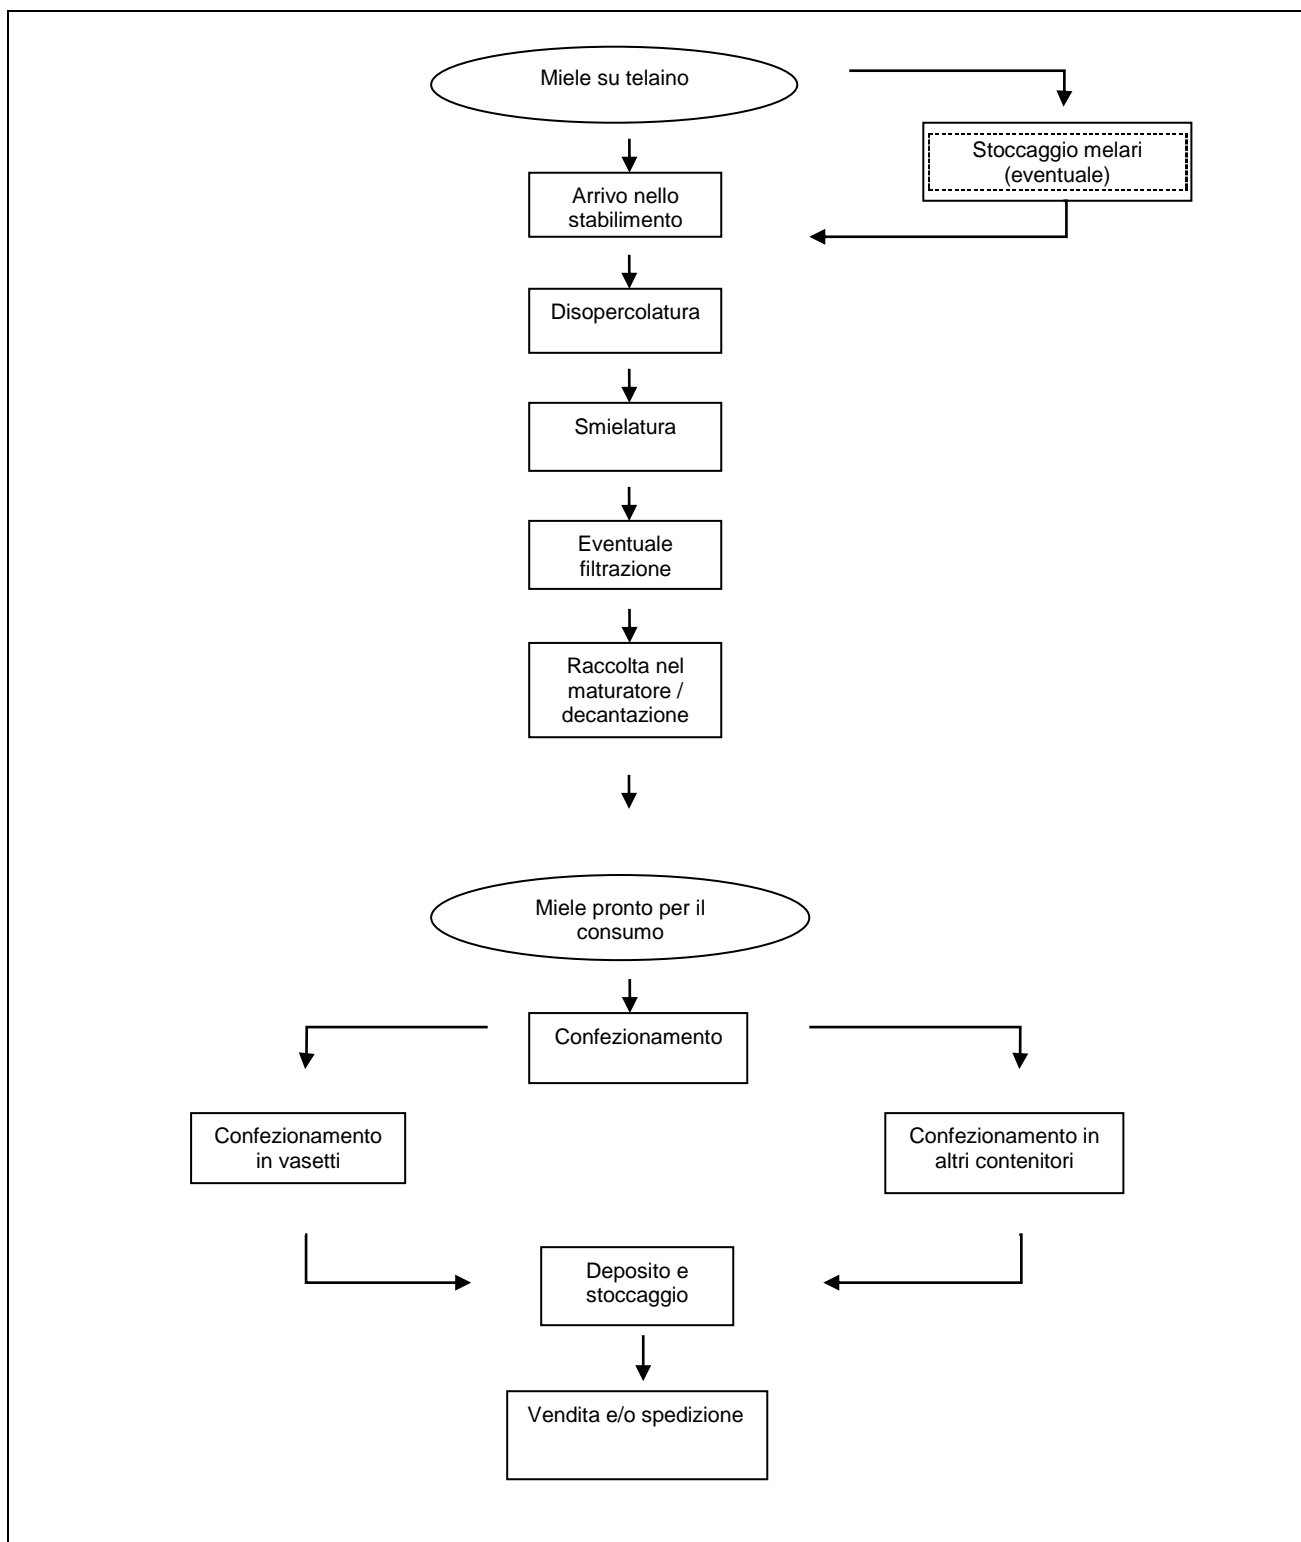 Miele su telaino
Stoccaggio melari
(eventuale)
Arrivo nello
stabilimento
Disopercolatura
Smielatura
Eventuale
filtrazione
Raccolta nel
maturatore /
decantazione
Miele pronto per il
consumo
Confezionamento
Confezionamento
in vasetti
Confezionamento in
altri contenitori
Deposito e
stoccaggio
Vendita e/o spedizione